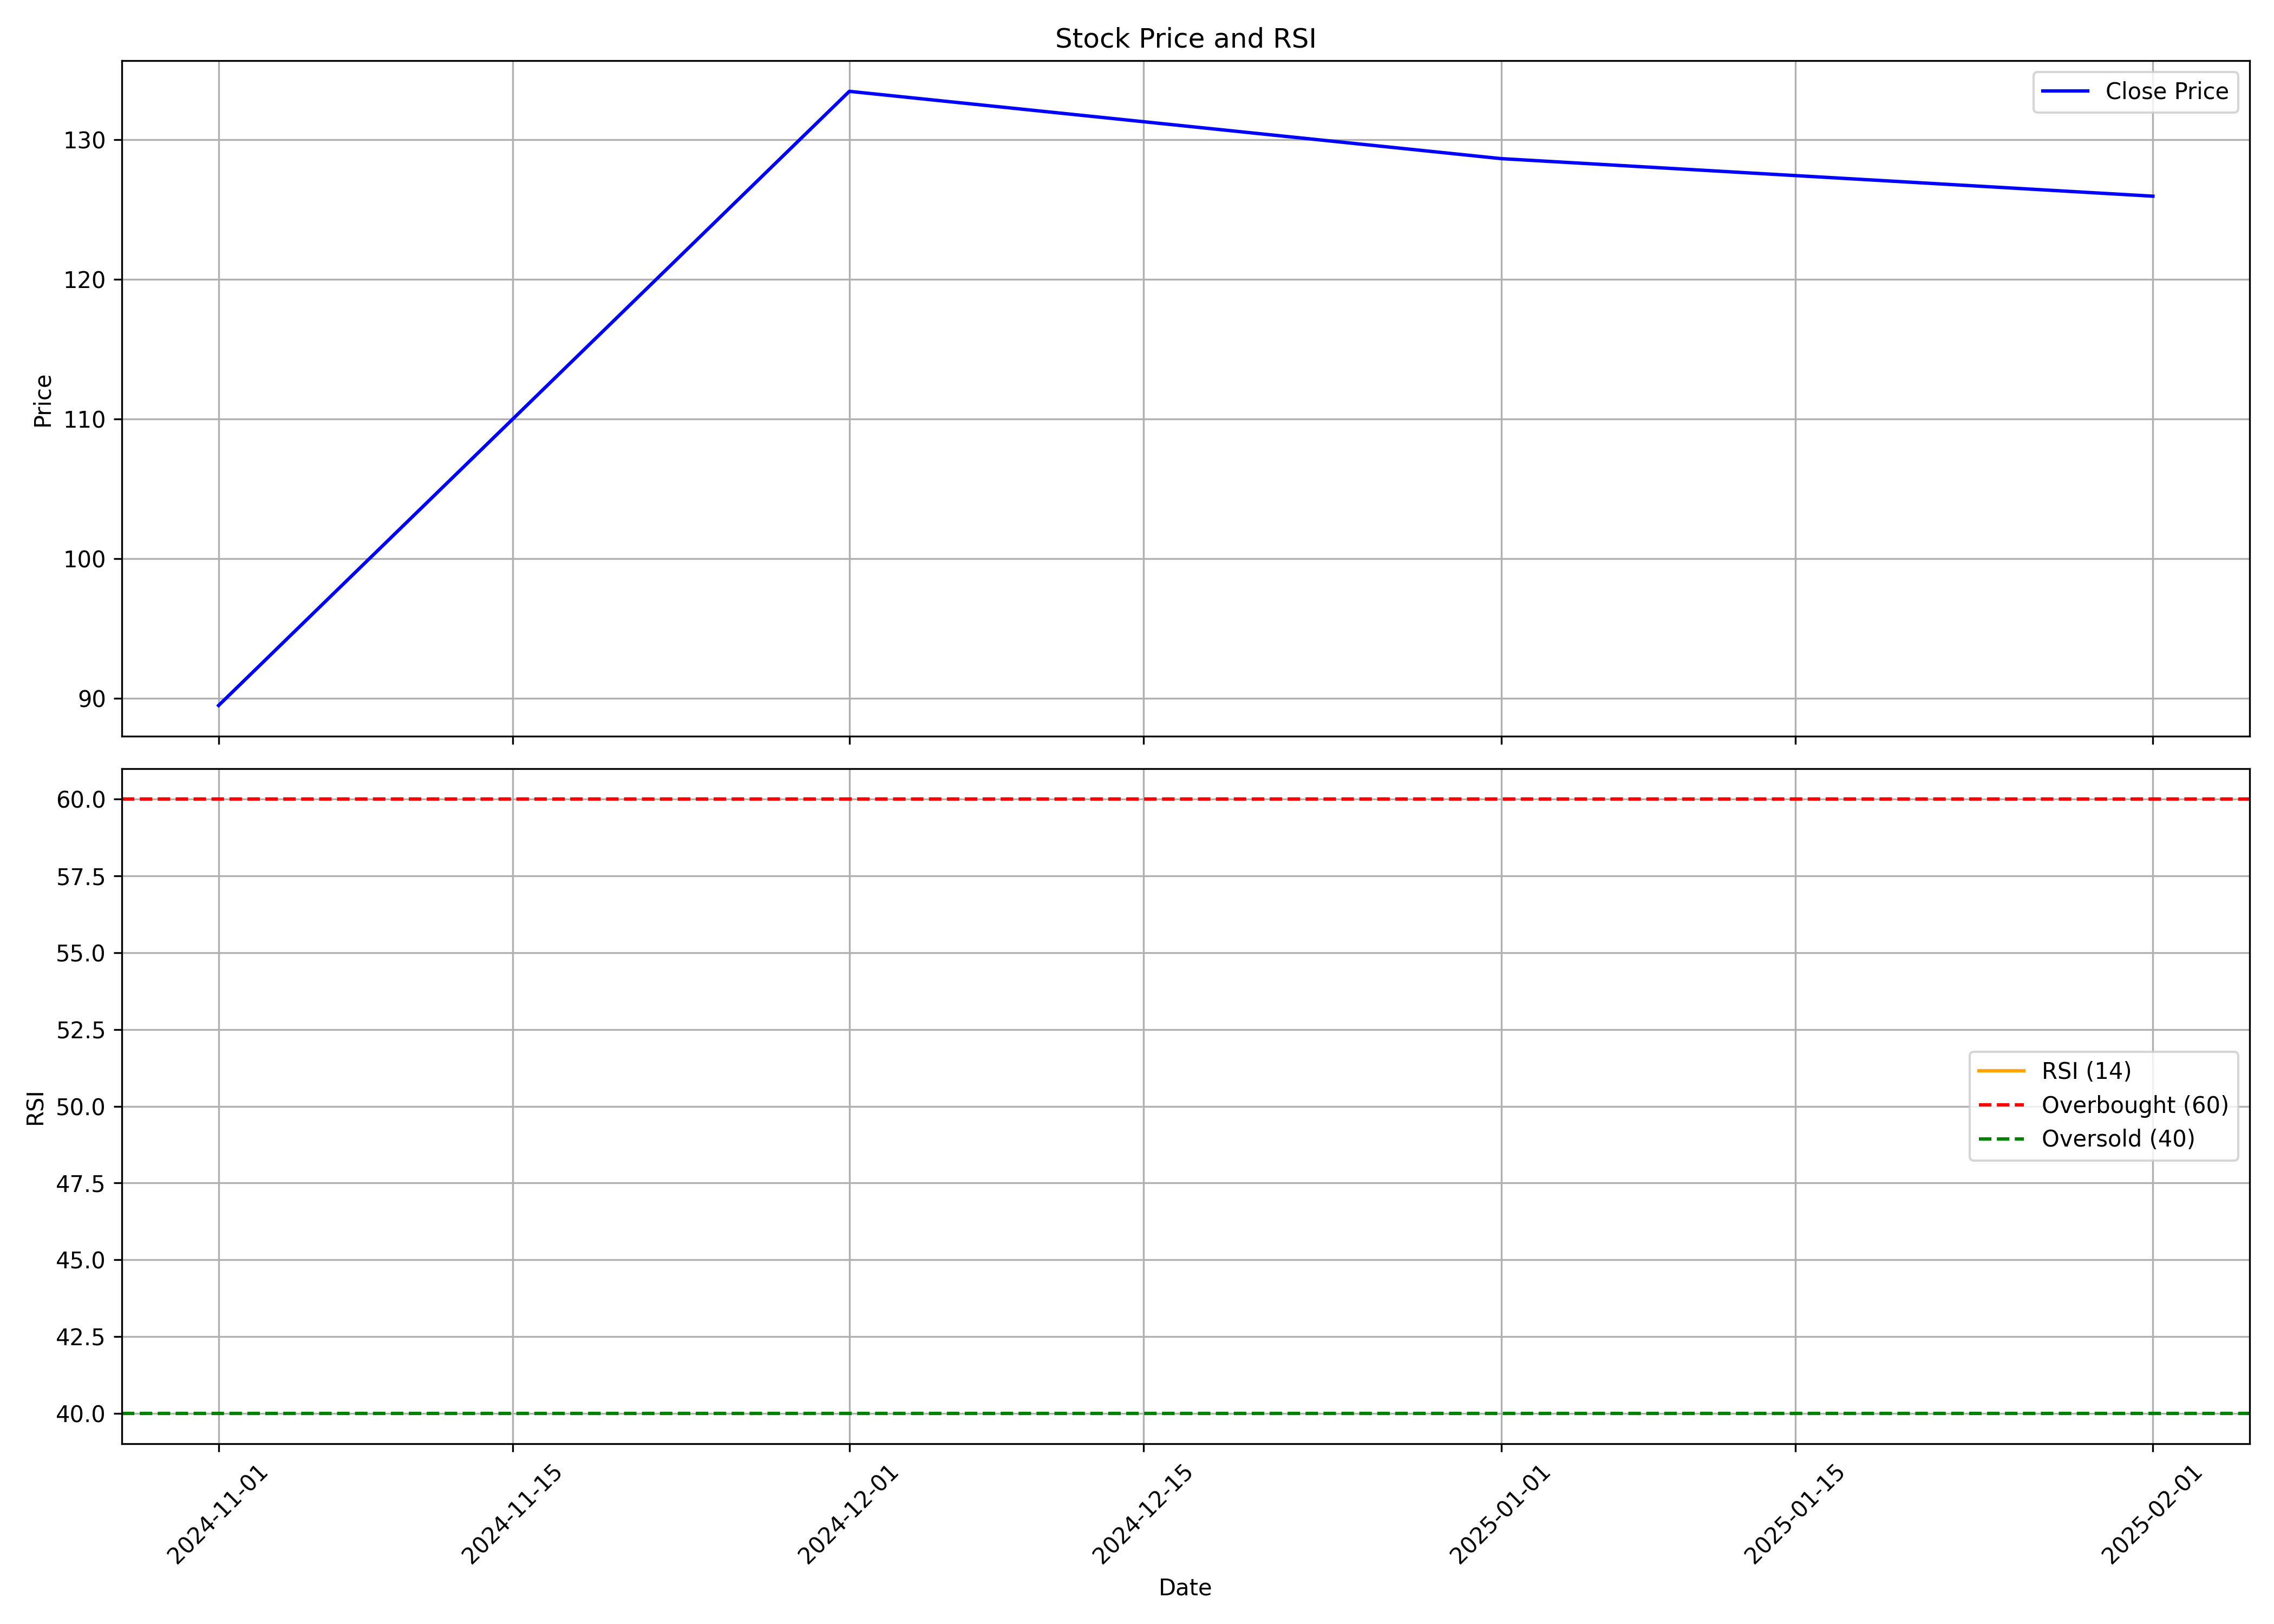 Stock Price and RSI
Close Price
130
120
110
100
90
Price
60.0
57.5
55.0
52.5
50.0
47.5
45.0
42.5
40.0
RSI
RSI (14)
Overbought (60)
Oversold (40)
2024-11-01
2024-11-15
2024-12-01
2024-12-15
2025-01-01
2025-01-15
2025-02-01
Date